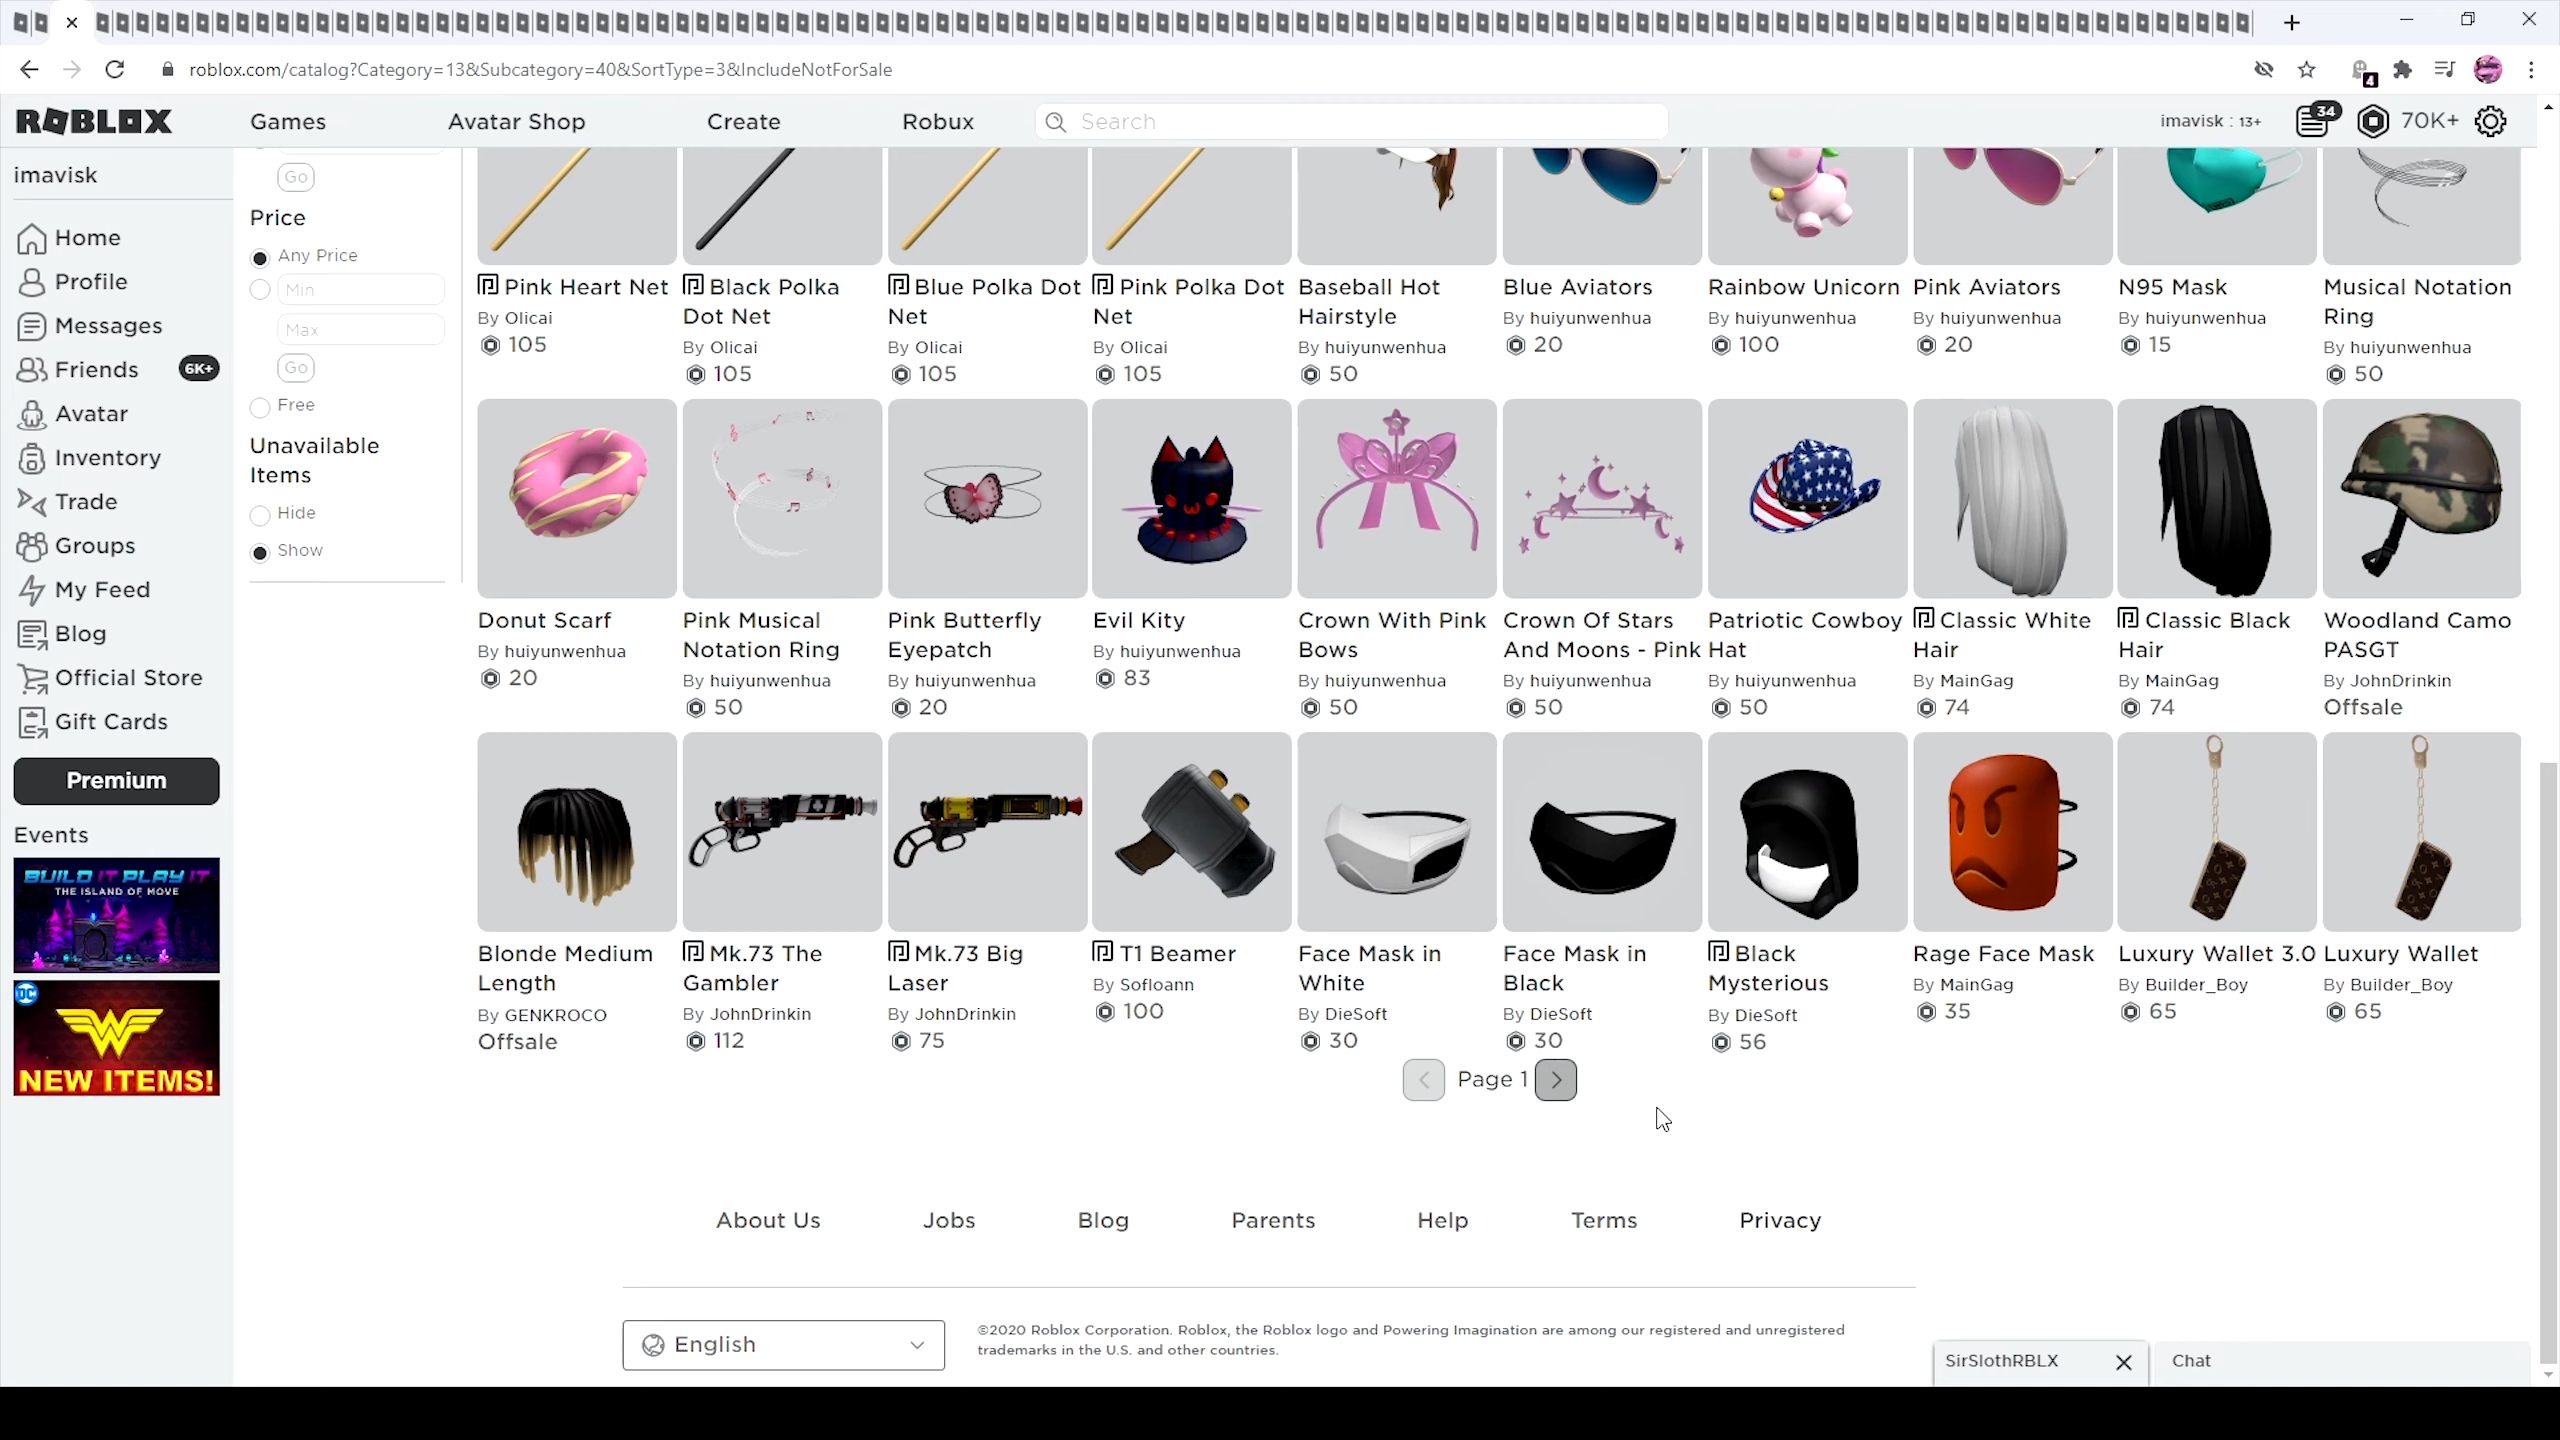 roblox.com/catalog?Category=13&Subcategory=40&SortType=3&IncludeNotForSale
4
ROBLOX
Games
Avatar Shop
Create
Robux
Search
imavisk : 13+
34
70K+
imavisk
Home
Profile
Messages
Friends
6K+
Avatar
Inventory
Trade
Groups
My Feed
Blog
Official Store
Gift Cards
Premium
Events
BUILD IT PLAY IT
THE ISLAND OF MOVE
DC
NEW ITEMS!
Go
Price
Any Price
Min
Max
Go
Free
Unavailable
Items
Hide
Show
Pink Heart Net
By Olicai
105
Black Polka
Dot Net
By Olicai
105
Blue Polka Dot
Net
By Olicai
105
Pink Polka Dot
Net
By Olicai
105
Baseball Hot
Hairstyle
By huiyunwenhua
50
Blue Aviators
By huiyunwenhua
20
Rainbow Unicorn
By huiyunwenhua
100
Pink Aviators
By huiyunwenhua
20
N95 Mask
By huiyunwenhua
15
Musical Notation
Ring
By huiyunwenhua
50
Donut Scarf
By huiyunwenhua
20
Pink Musical
Notation Ring
By huiyunwenhua
50
Pink Butterfly
Eyepatch
By huiyunwenhua
20
Evil Kity
By huiyunwenhua
83
Crown With Pink
Bows
By huiyunwenhua
50
Crown Of Stars
And Moons - Pink
By huiyunwenhua
50
Patriotic Cowboy
Hat
By huiyunwenhua
50
Classic White
Hair
By MainGag
74
Classic Black
Hair
By MainGag
74
Woodland Camo
PASGT
By JohnDrinkin
Offsale
Blonde Medium
Length
By GENKROCO
Offsale
Mk.73 The
Gambler
By JohnDrinkin
112
Mk.73 Big
Laser
By JohnDrinkin
75
T1 Beamer
By Sofloann
100
Face Mask in
White
By DieSoft
30
Face Mask in
Black
By DieSoft
30
Black
Mysterious
By DieSoft
56
Rage Face Mask
By MainGag
35
Luxury Wallet 3.0
By Builder_Boy
65
Luxury Wallet
By Builder_Boy
65
Page 1
About Us
Jobs
Blog
Parents
Help
Terms
Privacy
English
©2020 Roblox Corporation. Roblox, the Roblox logo and Powering Imagination are among our registered and unregistered
trademarks in the U.S. and other countries.
SirSlothRBLX
Chat